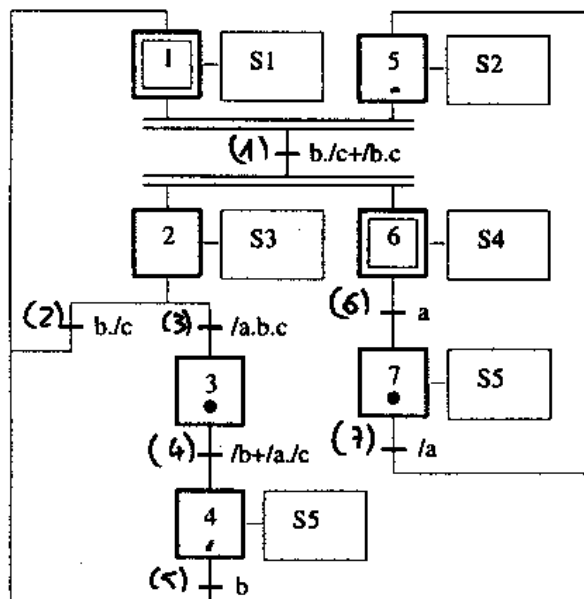 1 S1 5 S2
(1) b./c+/b.c
2 S3 6 S4
(2) b./c (3) /a.b.c (6) a
3 7 S5
(4) /b+/a./c (7) /a
4 S5
(5) b